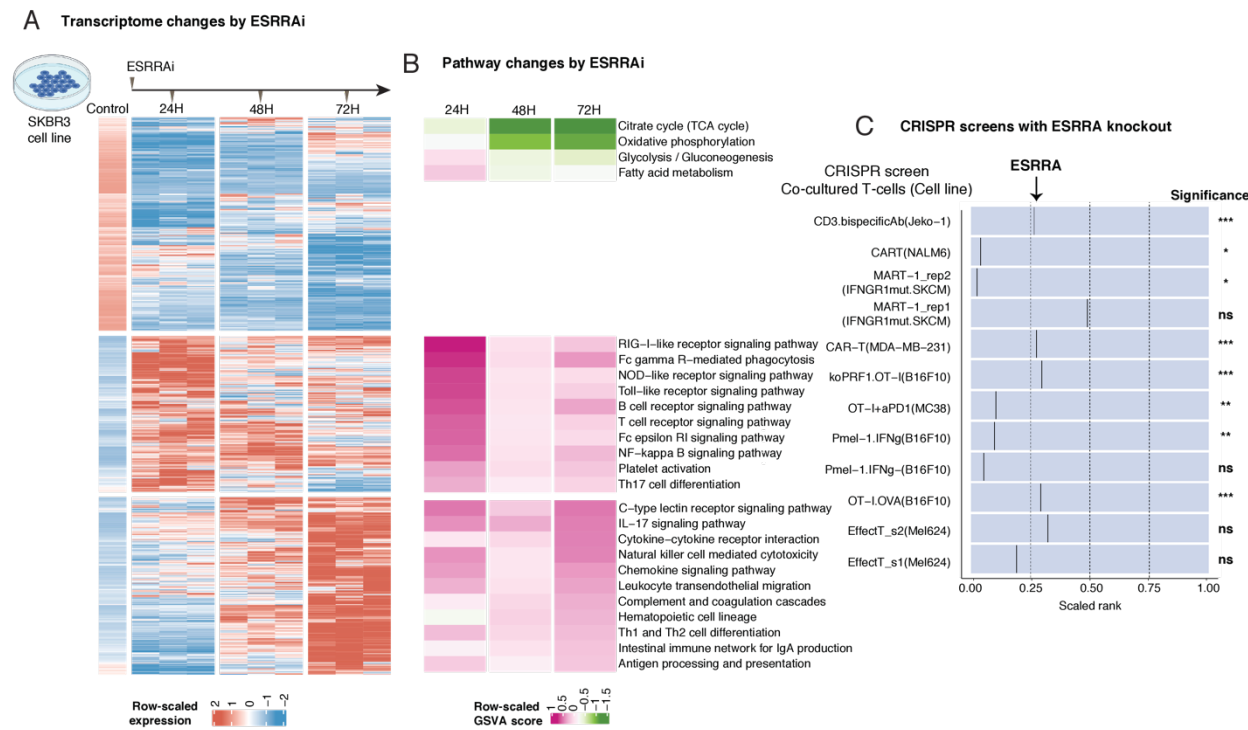 A
Transcriptome changes by ESRRAi
ESRRAi
Control
24H
48H
72H
SKBR3
cell line
Row-scaled
expression
2
1
0
−1
−2
B
Pathway changes by ESRRAi
24H
48H
72H
Citrate cycle (TCA cycle)
Oxidative phosphorylation
Glycolysis / Gluconeogenesis
Fatty acid metabolism
RIG−I−like receptor signaling pathway
Fc gamma R−mediated phagocytosis
NOD−like receptor signaling pathway
Toll−like receptor signaling pathway
B cell receptor signaling pathway
T cell receptor signaling pathway
Fc epsilon RI signaling pathway
NF−kappa B signaling pathway
Platelet activation
Th17 cell differentiation
C−type lectin receptor signaling pathway
IL−17 signaling pathway
Cytokine−cytokine receptor interaction
Natural killer cell mediated cytotoxicity
Chemokine signaling pathway
Leukocyte transendothelial migration
Complement and coagulation cascades
Hematopoietic cell lineage
Th1 and Th2 cell differentiation
Intestinal immune network for IgA production
Antigen processing and presentation
Row-scaled
GSVA score
1
0.5
0
−0.5
−1
−1.5
C
CRISPR screens with ESRRA knockout
CRISPR screen
Co-cultured T-cells (Cell line)
ESRRA
Significance
CD3.bispecificAb(Jeko−1)
***
CART(NALM6)
*
MART−1_rep2
(IFNGR1mut.SKCM)
*
MART−1_rep1
(IFNGR1mut.SKCM)
ns
CAR−T(MDA−MB−231)
***
koPRF1.OT−I(B16F10)
***
OT−I+aPD1(MC38)
**
Pmel−1.IFNg(B16F10)
**
Pmel−1.IFNg−(B16F10)
ns
OT−I.OVA(B16F10)
***
EffectT_s2(Mel624)
ns
EffectT_s1(Mel624)
ns
0.00
0.25
0.50
0.75
1.00
Scaled rank